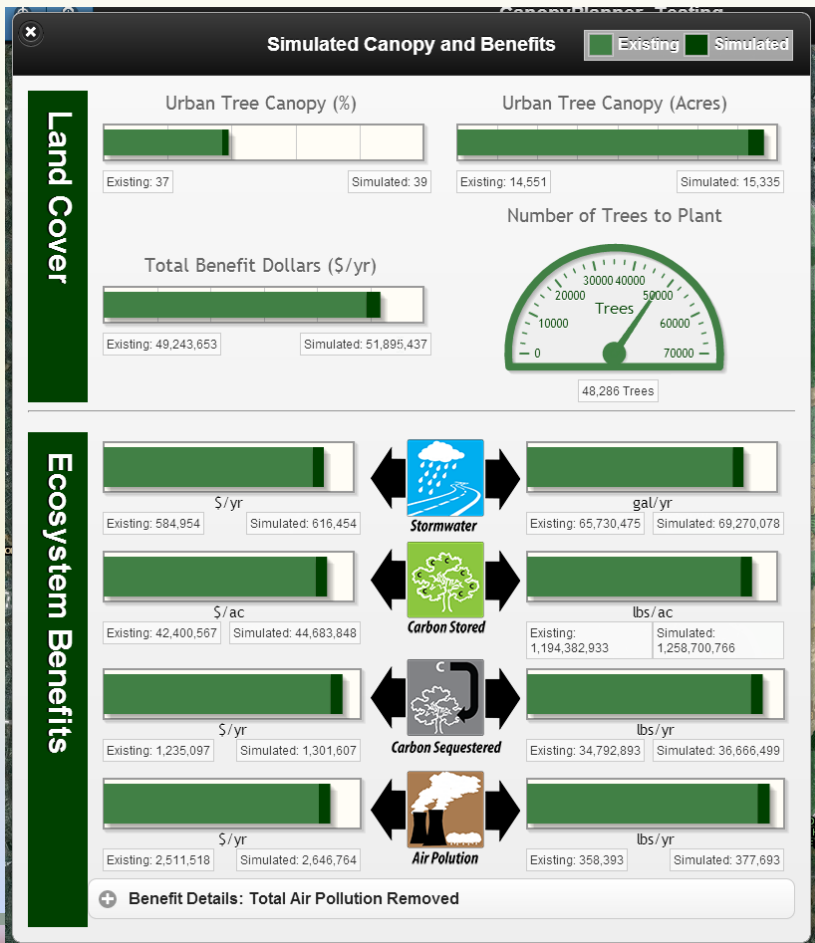 CanopyPlanner Testing
Simulated Canopy and Benefits
Existing Simulated
Land Cover
Urban Tree Canopy (%)
Existing: 37 Simulated: 39
Urban Tree Canopy (Acres)
Existing: 14,551 Simulated: 15,335
Total Benefit Dollars ($/yr)
Existing: 49,243,653 Simulated: 51,895,437
Number of Trees to Plant
0 10000 20000 30000 40000 50000 60000 70000
Trees
48,286 Trees
Ecosystem Benefits
$/yr
Existing: 584,954 Simulated: 616,454
Stormwater
gal/yr
Existing: 65,730,475 Simulated: 69,270,078
$/ac
Existing: 42,400,567 Simulated: 44,683,848
Carbon Stored
lbs/ac
Existing: Simulated:
1,194,382,933 1,258,700,766
C
$/yr
Existing: 1,235,097 Simulated: 1,301,607
Carbon Sequestered
lbs/yr
Existing: 34,792,893 Simulated: 36,666,499
$/yr
Existing: 2,511,518 Simulated: 2,646,764
Air Polution
lbs/yr
Existing: 358,393 Simulated: 377,693
Benefit Details: Total Air Pollution Removed